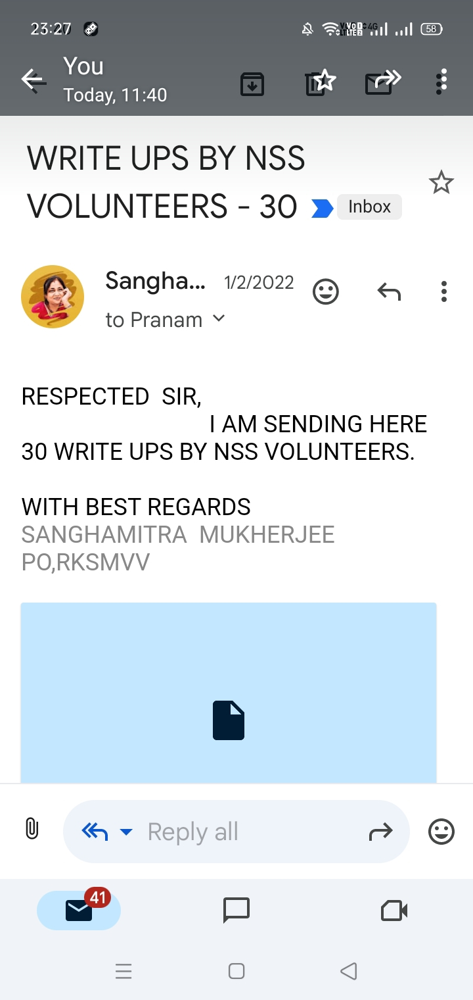 23:27
4G
58
You
Today, 11:40
WRITE UPS BY NSS
VOLUNTEERS - 30 Inbox
Sangha... 1/2/2022
to Pranam
RESPECTED SIR,
I AM SENDING HERE
30 WRITE UPS BY NSS VOLUNTEERS.
WITH BEST REGARDS
SANGHAMITRA MUKHERJEE
PO,RKSMVV
Reply all
41